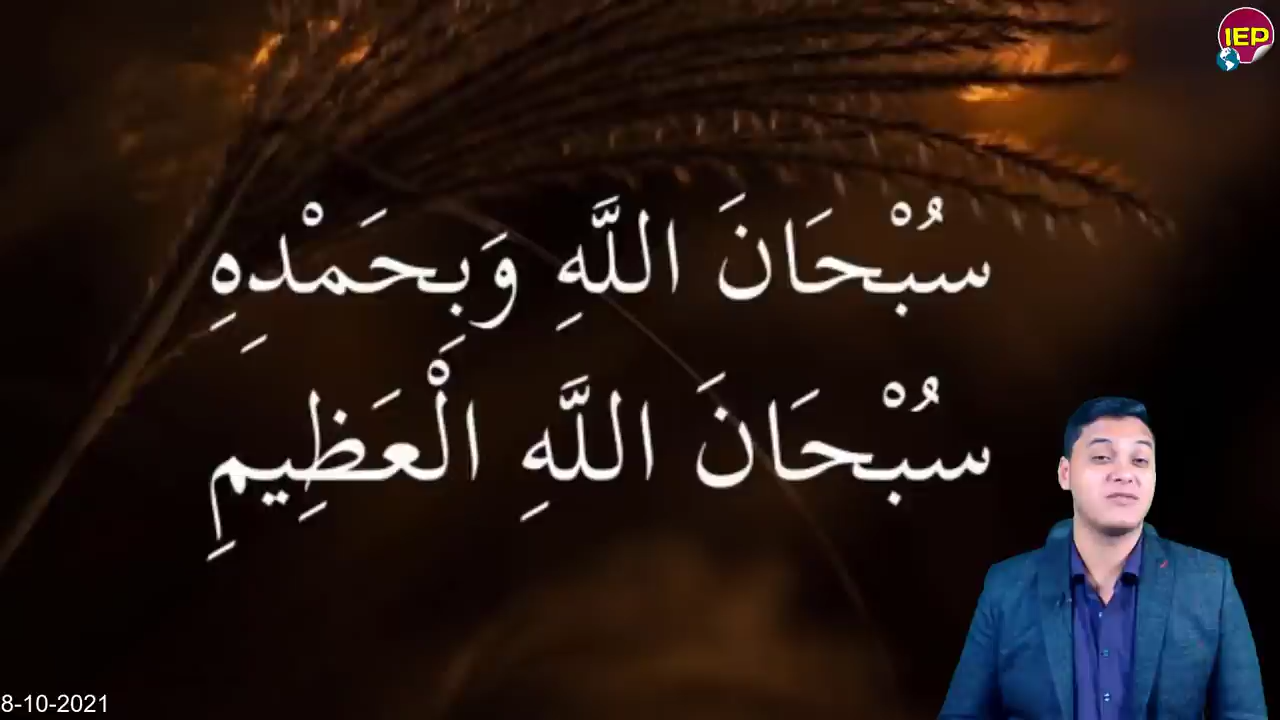 IEP
سُبْحَانَ اللَّهِ وَبِحَمْدِهِ
سُبْحَانَ اللَّهِ الْعَظِيمِ
8-10-2021